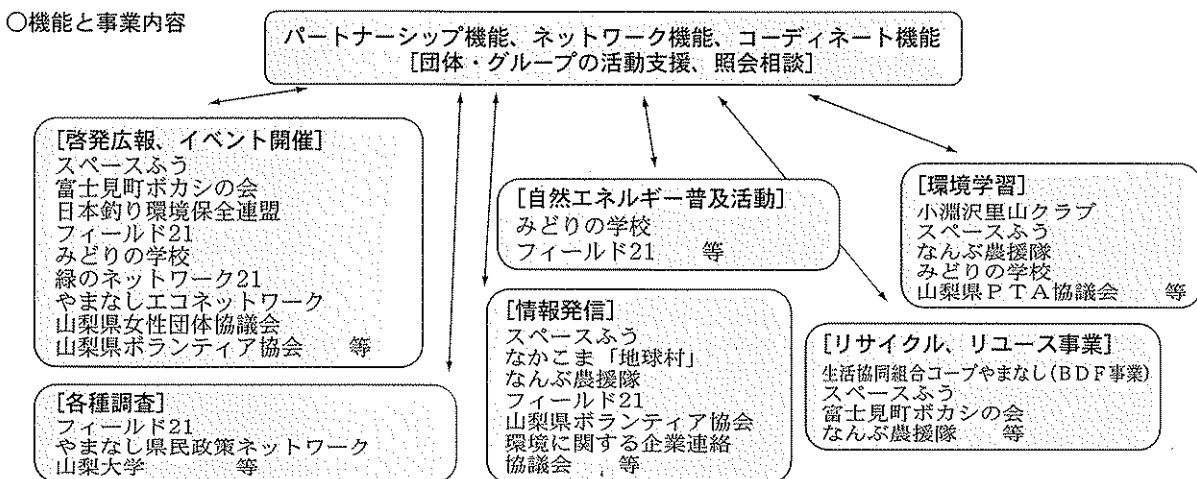 ○機能と事業内容
パートナーシップ機能、ネットワーク機能、コーディネート機能
[団体・グループの活動支援、照会相談]
[啓発広報、イベント開催]
スペースふう
富士見町ボカシの会
日本釣り環境保全連盟
フィールド21
みどりの学校
緑のネットワーク21
やまなしエコネットワーク
山梨県女性団体協議会
山梨県ボランティア協会　等
[各種調査]
フィールド21
やまなし県民政策ネットワーク
山梨大学　等
[自然エネルギー普及活動]
みどりの学校
フィールド21　等
[情報発信]
スペースふう
なかこま「地球村」
なんぶ農援隊
フィールド21
山梨県ボランティア協会
環境に関する企業連絡
協議会　等
[環境学習]
小淵沢里山クラブ
スペースふう
なんぶ農援隊
みどりの学校
山梨県PTA協議会　等
[リサイクル、リユース事業]
生活協同組合コープやまなし(BDF事業)
スペースふう
富士見町ボカシの会
なんぶ農援隊　等